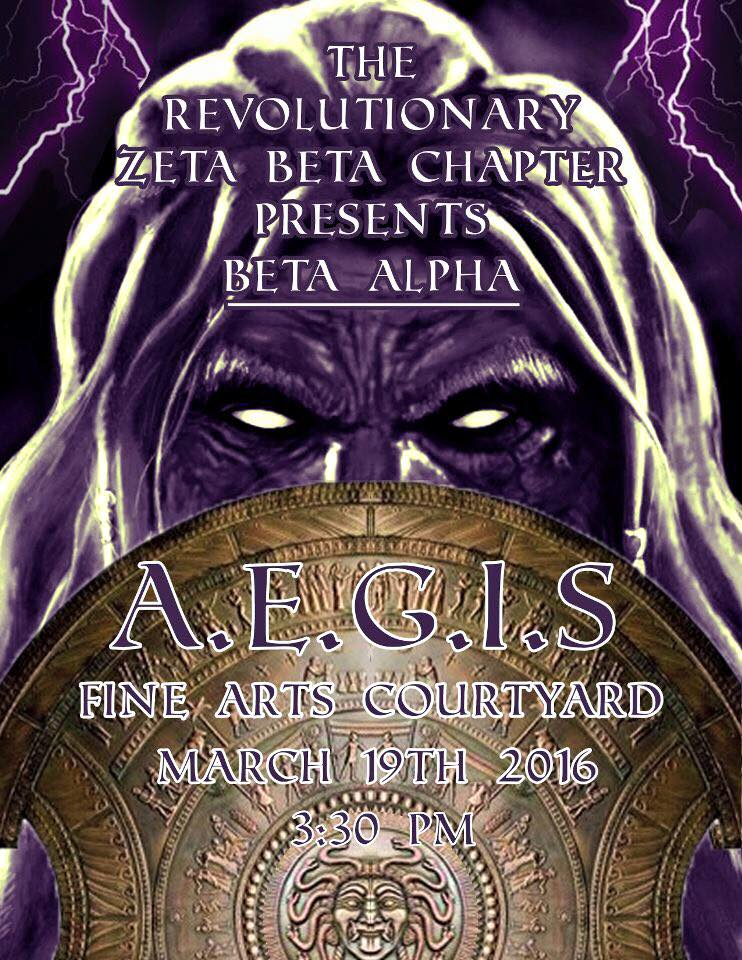 THE
REVOLUTIONARY
ZETA BETA CHAPTER
PRESENTS
BETA ALPHA
A.E.G.I.S
FINE ARTS COURTYARD
MARCH 19TH 2016
3:30 PM